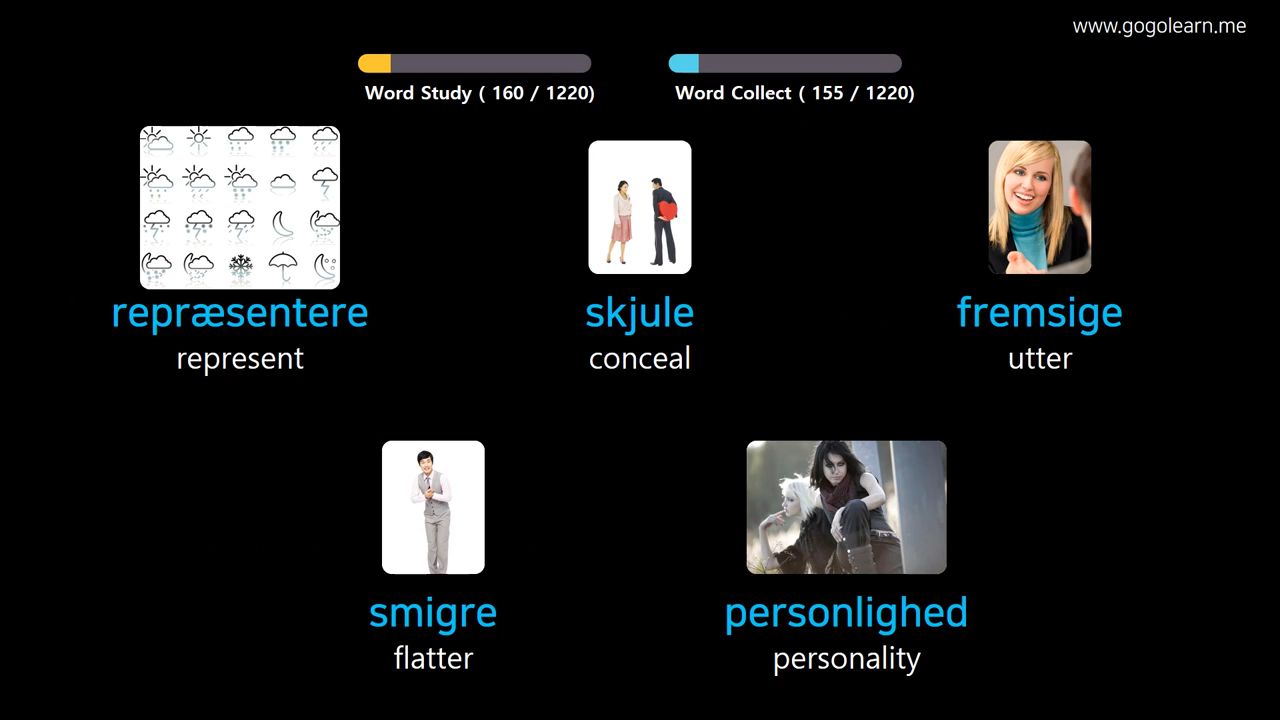 www.gogolearn.me
Word Study ( 160 / 1220)
Word Collect ( 155 / 1220)
repræsentere
represent
skjule
conceal
fremsige
utter
smigre
flatter
personlighed
personality